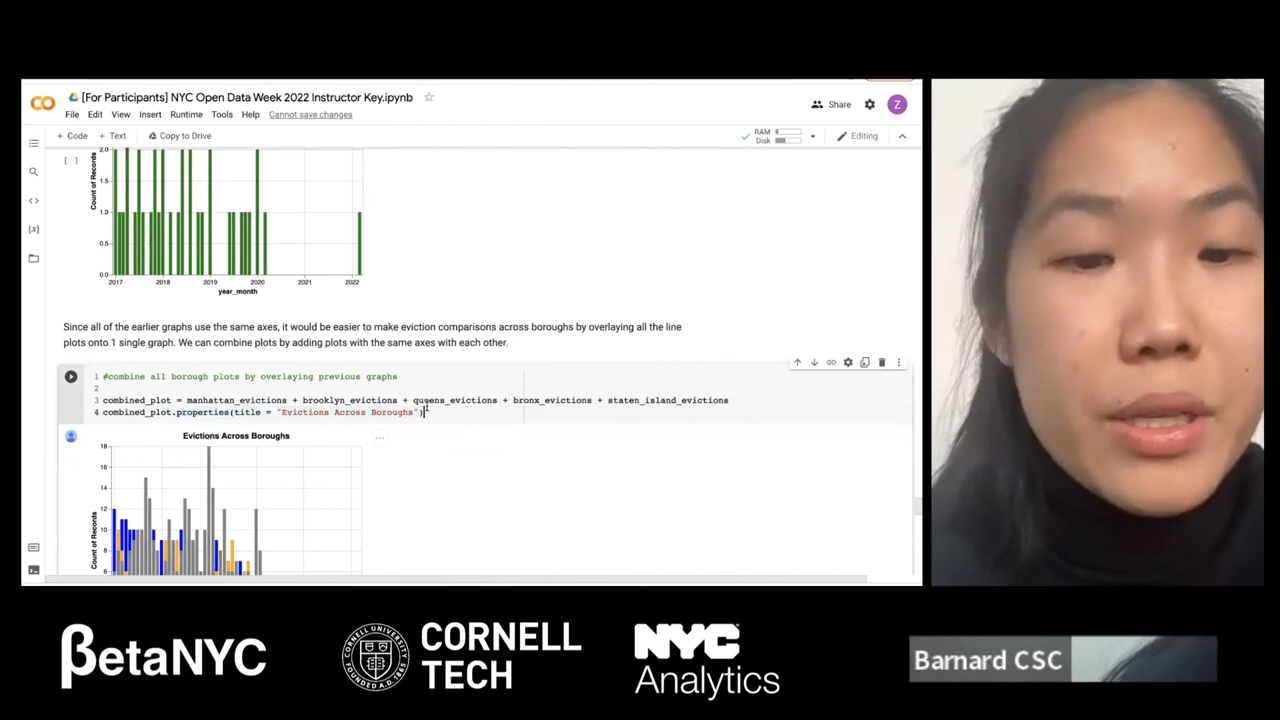 [For Participants] NYC Open Data Week 2022 Instructor Key.ipynb
File Edit View Insert Runtime Tools Help Cannot save changes
Share
Z
+ Code + Text Copy to Drive
RAM
Disk
Editing
[ ]
Count of Records
2.0
1.5
1.0
0.5
0.0
2017 2018 2019 2020 2021 2022
year_month
Since all of the earlier graphs use the same axes, it would be easier to make eviction comparisons across boroughs by overlaying all the line
plots onto 1 single graph. We can combine plots by adding plots with the same axes with each other.
1 #combine all borough plots by overlaying previous graphs
2
3 combined_plot = manhattan_evictions + brooklyn_evictions + queens_evictions + bronx_evictions + staten_island_evictions
4 combined_plot.properties(title = "Evictions Across Boroughs")
Evictions Across Boroughs
Count of Records
18
16
14
12
10
8
6
βetaNYC
CORNELL
TECH
CORNELL UNIVERSITY
FOUNDED A.D. 1865
NYC
Analytics
Barnard CSC